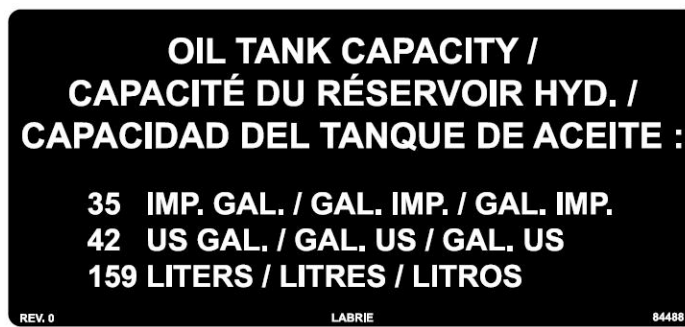 OIL TANK CAPACITY /
CAPACITÉ DU RÉSERVOIR HYD. /
CAPACIDAD DEL TANQUE DE ACEITE :
35 IMP. GAL. / GAL. IMP. / GAL. IMP.
42 US GAL. / GAL. US / GAL. US
159 LITERS / LITRES / LITROS
REV. 0 LABRIE 84488